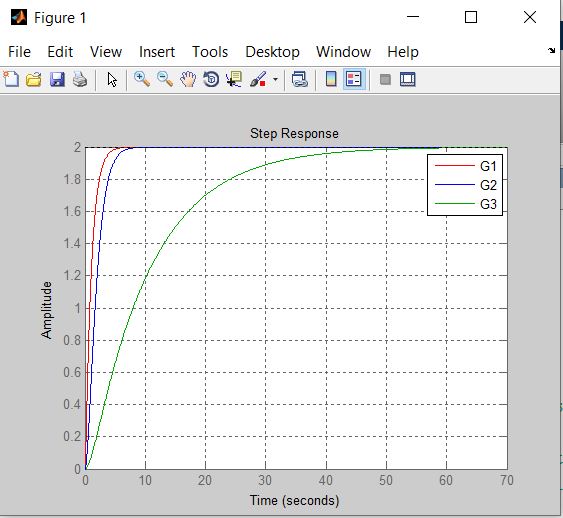 Figure 1
File Edit View Insert Tools Desktop Window Help
Step Response
2
1.8
1.6
1.4
1.2
1
0.8
0.6
0.4
0.2
0
Amplitude
G1
G2
G3
0 10 20 30 40 50 60 70
Time (seconds)